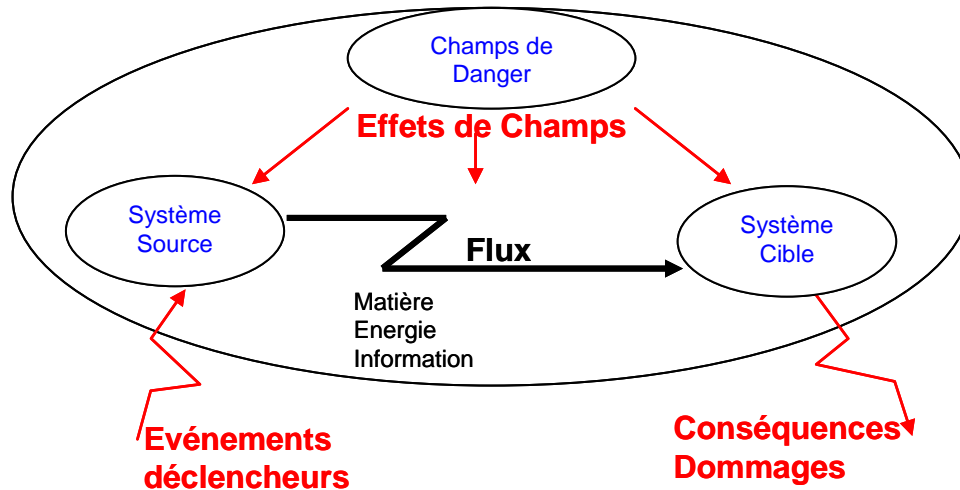 Champs de
Danger
Effets de Champs
Système
Source
Système
Cible
Flux
Matière
Energie
Information
Evénements
déclencheurs
Conséquences
Dommages